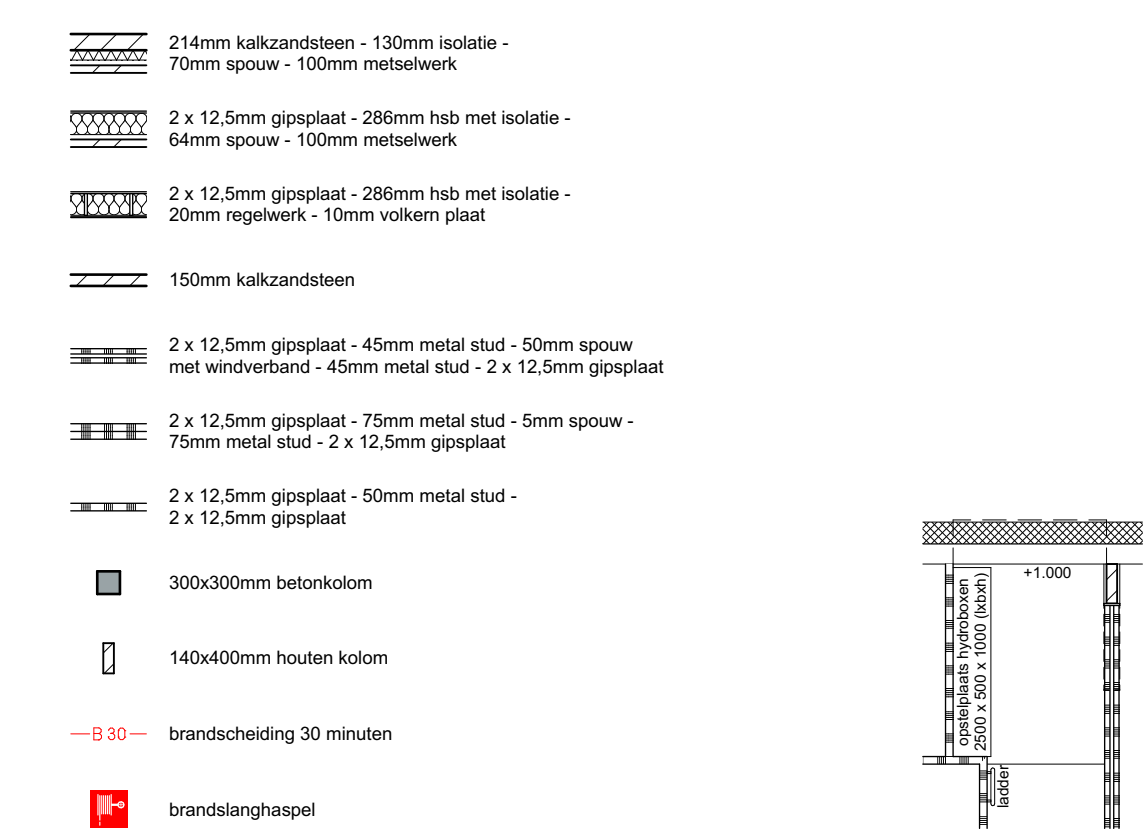 214mm kalkzandsteen - 130mm isolatie -
70mm spouw - 100mm metselwerk
2 x 12,5mm gipsplaat - 286mm hsb met isolatie -
64mm spouw - 100mm metselwerk
2 x 12,5mm gipsplaat - 286mm hsb met isolatie -
20mm regelwerk - 10mm volkern plaat
150mm kalkzandsteen
2 x 12,5mm gipsplaat - 45mm metal stud - 50mm spouw
met windverband - 45mm metal stud - 2 x 12,5mm gipsplaat
2 x 12,5mm gipsplaat - 75mm metal stud - 5mm spouw -
75mm metal stud - 2 x 12,5mm gipsplaat
2 x 12,5mm gipsplaat - 50mm metal stud -
2 x 12,5mm gipsplaat
300x300mm betonkolom
140x400mm houten kolom
B 30
brandscheiding 30 minuten
brandslanghaspel
+1.000
opstelplaats hydroboxen
2500 x 500 x 1000 (lxbxh)
ladder